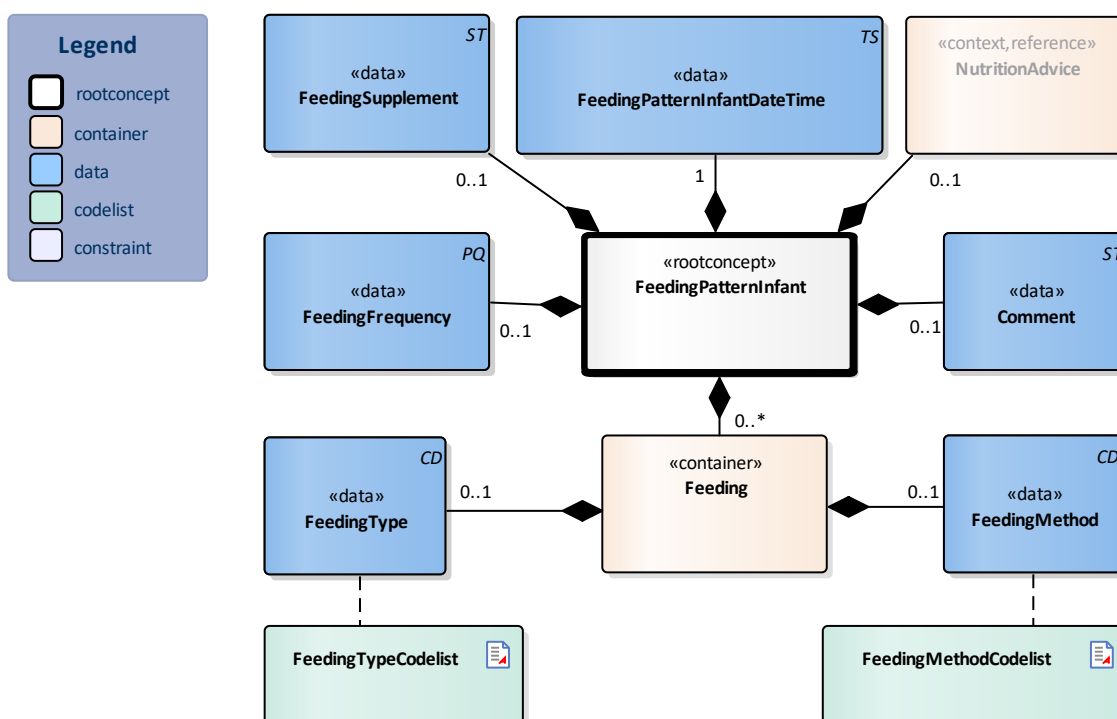 Legend
rootconcept
container
data
codelist
constraint
ST
«data»
FeedingSupplement
TS
«data»
FeedingPatternInfantDateTime
«context,reference»
NutritionAdvice
0..1
1
0..1
PQ
«data»
FeedingFrequency
0..1
«rootconcept»
FeedingPatternInfant
ST
«data»
Comment
0..1
0..*
CD
«data»
FeedingType
0..1
«container»
Feeding
0..1
CD
«data»
FeedingMethod
FeedingTypeCodelist
FeedingMethodCodelist